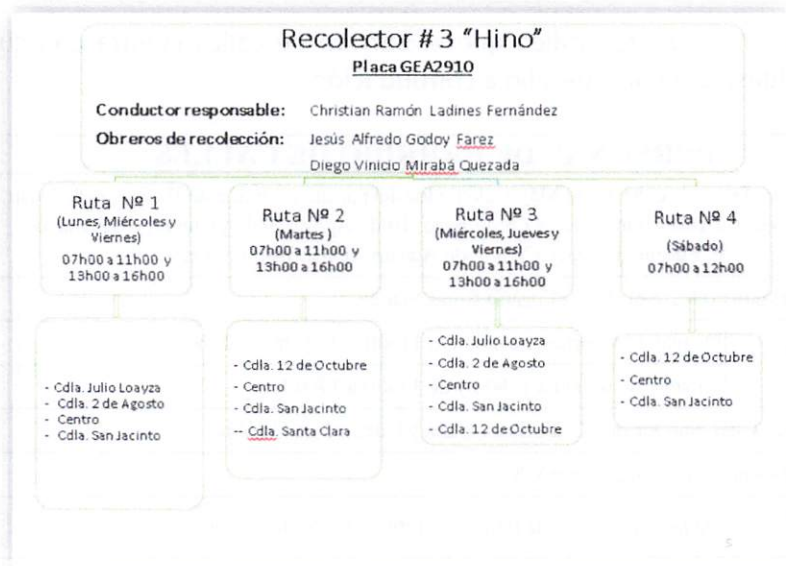 Recolector # 3 "Hino"
Placa GEA2910
Conductor responsable: Christian Ramón Ladines Fernández
Obreros de recolección: Jesús Alfredo Godoy Farez
Diego Vinicio Mirabá Quezada
Ruta Nº 1
(Lunes, Miércoles y
Viernes)
07h00 a 11h00 y
13h00 a 16h00
- Cdla. Julio Loayza
- Cdla. 2 de Agosto
- Centro
- Cdla. San Jacinto
Ruta Nº 2
(Martes )
07h00 a 11h00 y
13h00 a 16h00
- Cdla. 12 de Octubre
- Centro
- Cdla. San Jacinto
-- Cdla. Santa Clara
Ruta Nº 3
(Miércoles, Jueves y
Viernes)
07h00 a 11h00 y
13h00 a 16h00
- Cdla. Julio Loayza
- Cdla. 2 de Agosto
- Centro
- Cdla. San Jacinto
- Cdla. 12 de Octubre
Ruta Nº 4
(Sábado)
07h00 a 12h00
- Cdla. 12 de Octubre
- Centro
- Cdla. San Jacinto
5